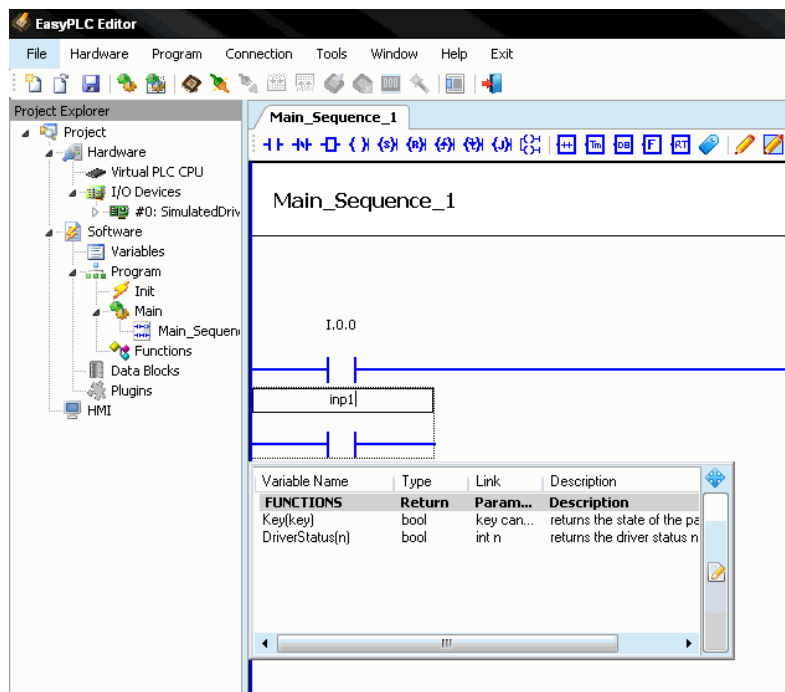 EasyPLC Editor
File Hardware Program Connection Tools Window Help Exit
Project Explorer
Project
Hardware
Virtual PLC CPU
I/O Devices
#0: SimulatedDriv
Software
Variables
Program
Init
Main
Main_Sequen
Functions
Data Blocks
Plugins
HMI
Main_Sequence_1
(S) (R) (J) ++ Tm DB F RT
Main_Sequence_1
I.0.0
inp1
Variable Name Type Link Description
FUNCTIONS Return Param... Description
Key(key) bool key can... returns the state of the pa
DriverStatus(n) bool int n returns the driver status n